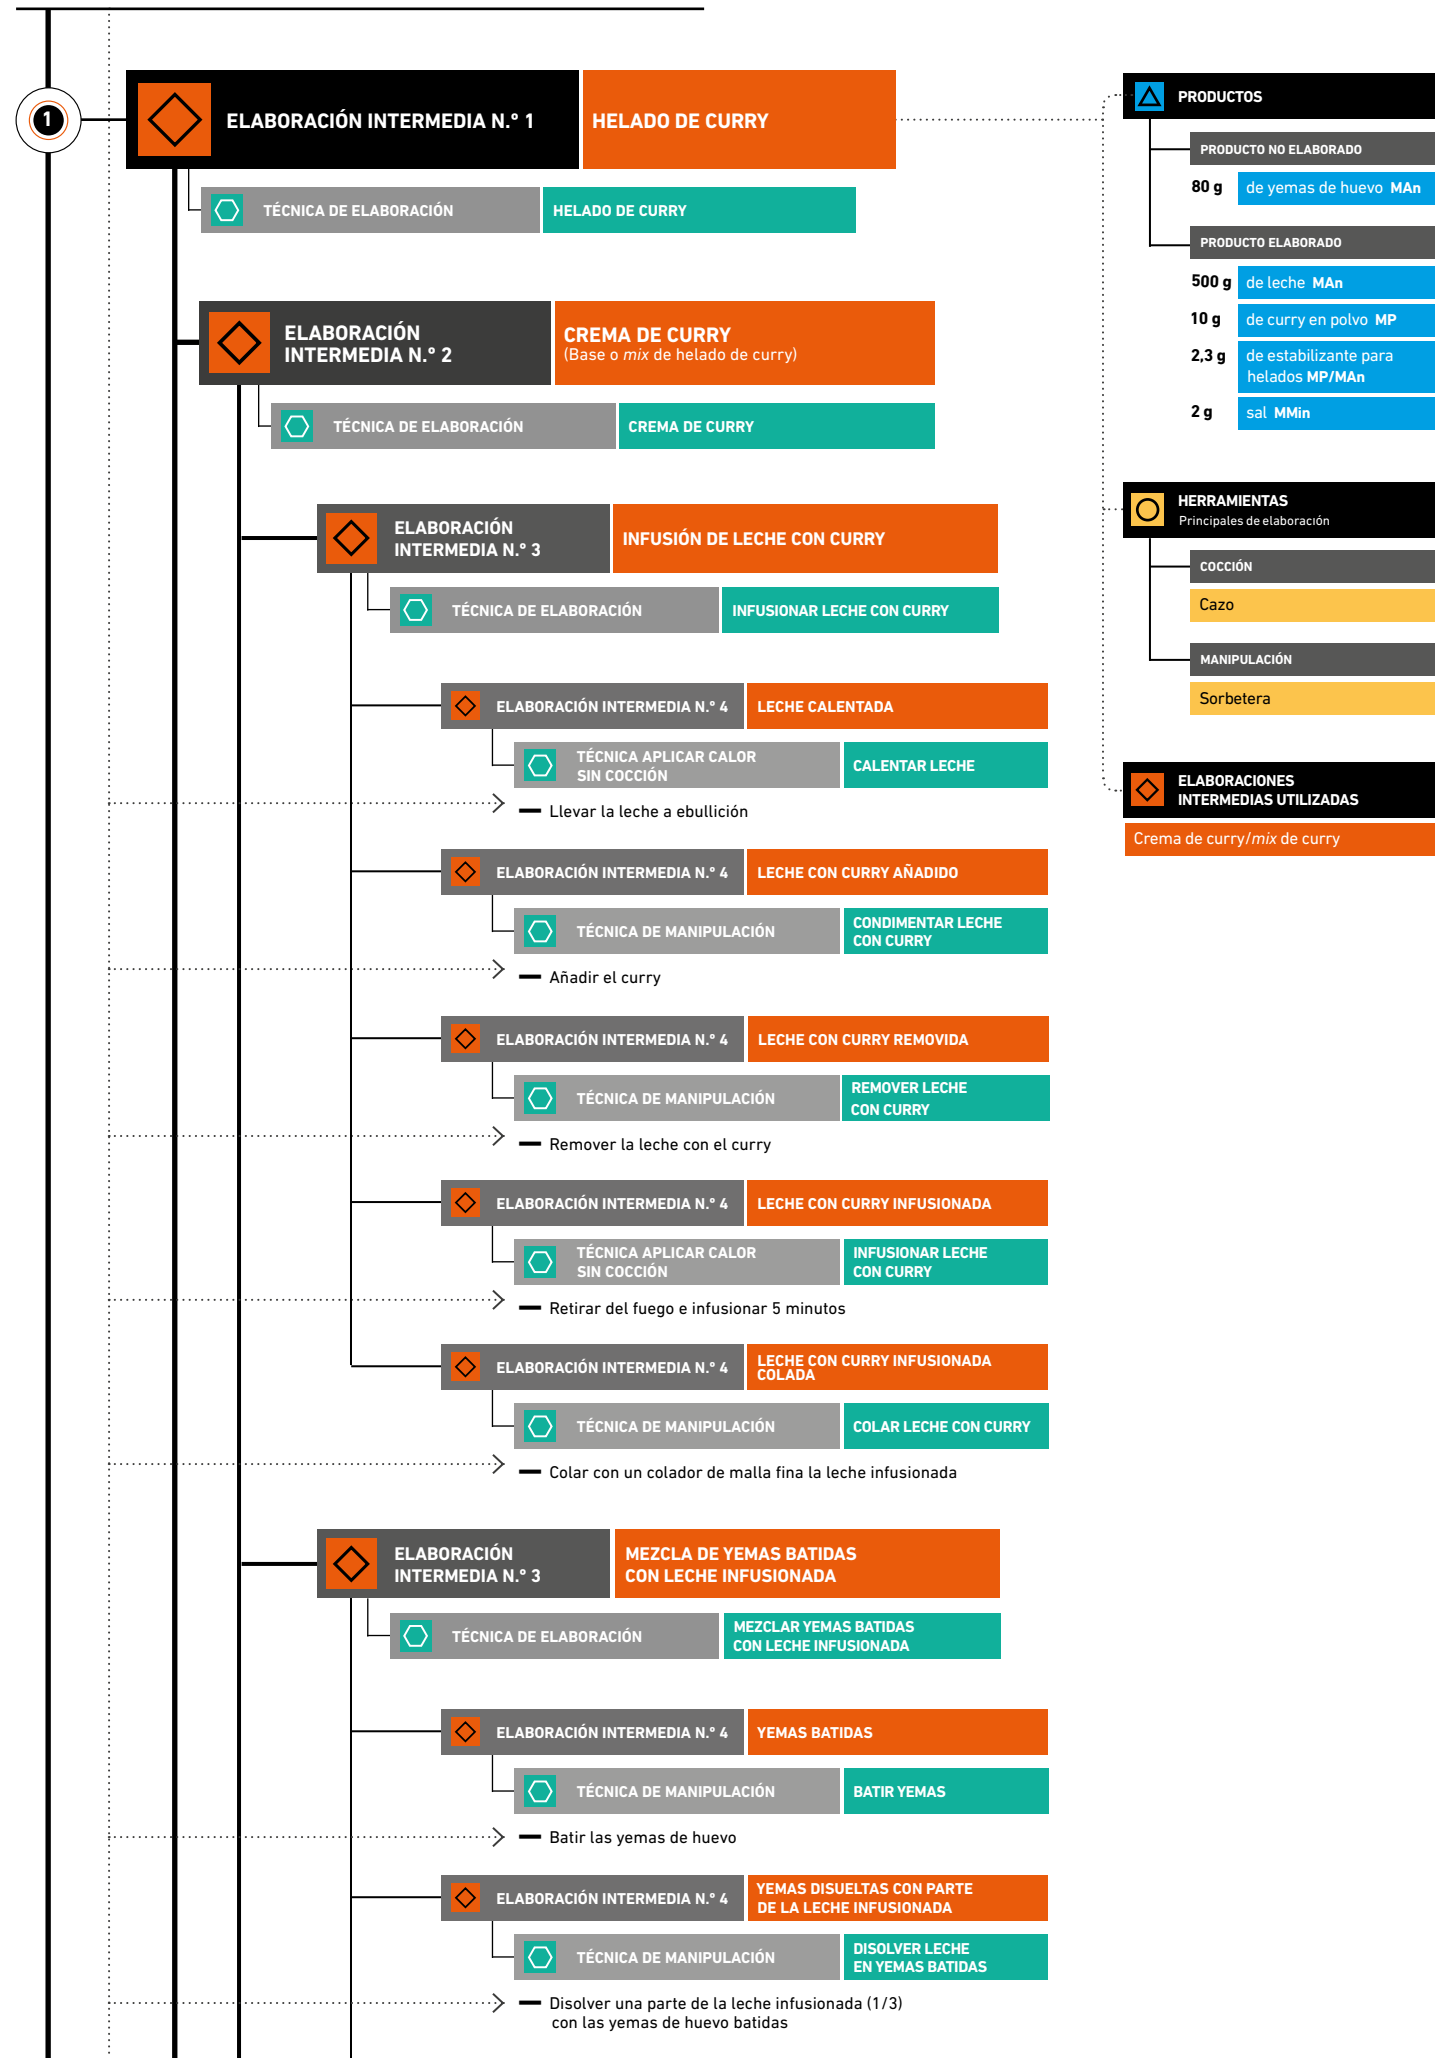 1
ELABORACIÓN INTERMEDIA N.º 1
HELADO DE CURRY
TÉCNICA DE ELABORACIÓN
HELADO DE CURRY
ELABORACIÓN
INTERMEDIA N.º 2
CREMA DE CURRY
(Base o mix de helado de curry)
TÉCNICA DE ELABORACIÓN
CREMA DE CURRY
ELABORACIÓN
INTERMEDIA N.º 3
INFUSIÓN DE LECHE CON CURRY
TÉCNICA DE ELABORACIÓN
INFUSIONAR LECHE CON CURRY
ELABORACIÓN INTERMEDIA N.º 4
LECHE CALENTADA
TÉCNICA APLICAR CALOR
SIN COCCIÓN
CALENTAR LECHE
Llevar la leche a ebullición
ELABORACIÓN INTERMEDIA N.º 4
LECHE CON CURRY AÑADIDO
TÉCNICA DE MANIPULACIÓN
CONDIMENTAR LECHE
CON CURRY
Añadir el curry
ELABORACIÓN INTERMEDIA N.º 4
LECHE CON CURRY REMOVIDA
TÉCNICA DE MANIPULACIÓN
REMOVER LECHE
CON CURRY
Remover la leche con el curry
ELABORACIÓN INTERMEDIA N.º 4
LECHE CON CURRY INFUSIONADA
TÉCNICA APLICAR CALOR
SIN COCCIÓN
INFUSIONAR LECHE
CON CURRY
Retirar del fuego e infusionar 5 minutos
ELABORACIÓN INTERMEDIA N.º 4
LECHE CON CURRY INFUSIONADA
COLADA
TÉCNICA DE MANIPULACIÓN
COLAR LECHE CON CURRY
Colar con un colador de malla fina la leche infusionada
ELABORACIÓN
INTERMEDIA N.º 3
MEZCLA DE YEMAS BATIDAS
CON LECHE INFUSIONADA
TÉCNICA DE ELABORACIÓN
MEZCLAR YEMAS BATIDAS
CON LECHE INFUSIONADA
ELABORACIÓN INTERMEDIA N.º 4
YEMAS BATIDAS
TÉCNICA DE MANIPULACIÓN
BATIR YEMAS
Batir las yemas de huevo
ELABORACIÓN INTERMEDIA N.º 4
YEMAS DISUELTAS CON PARTE
DE LA LECHE INFUSIONADA
TÉCNICA DE MANIPULACIÓN
DISOLVER LECHE
EN YEMAS BATIDAS
Disolver una parte de la leche infusionada (1/3)
con las yemas de huevo batidas
PRODUCTOS
PRODUCTO NO ELABORADO
80 g de yemas de huevo MAn
PRODUCTO ELABORADO
500 g de leche MAn
10 g de curry en polvo MP
2,3 g de estabilizante para
helados MP/MAn
2 g sal MMin
HERRAMIENTAS
Principales de elaboración
COCCIÓN
Cazo
MANIPULACIÓN
Sorbetera
ELABORACIONES
INTERMEDIAS UTILIZADAS
Crema de curry/mix de curry